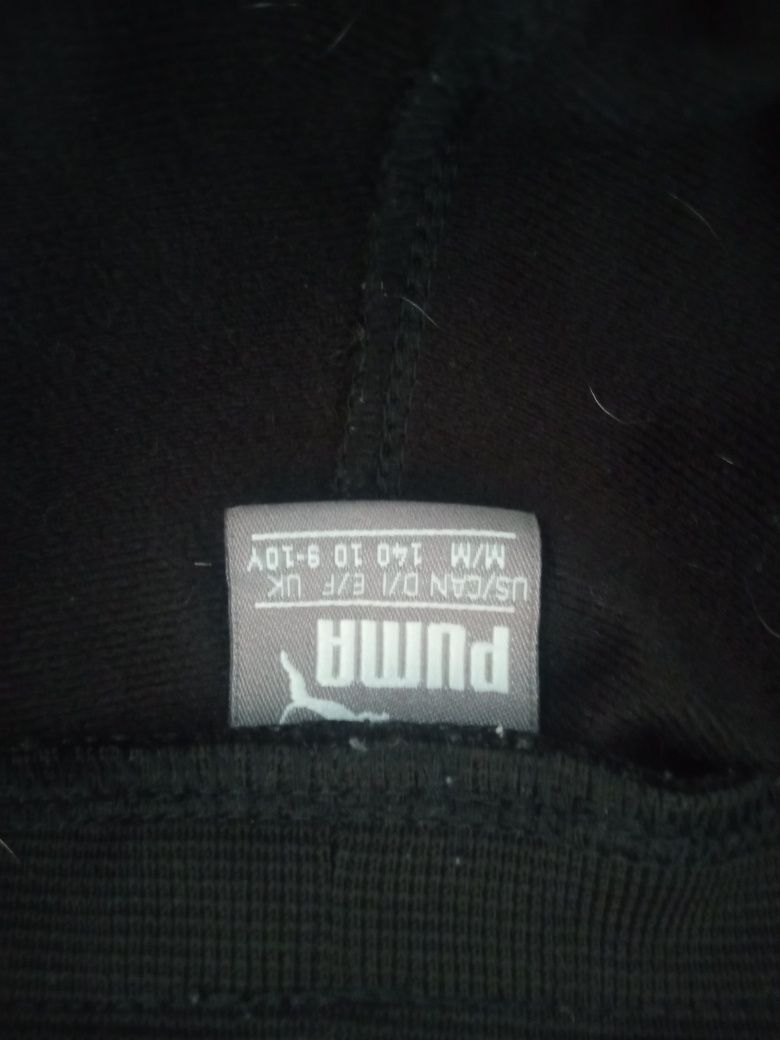 PUMA
US/CAN D/I E/F UK
M/M 140 10 9-10Y